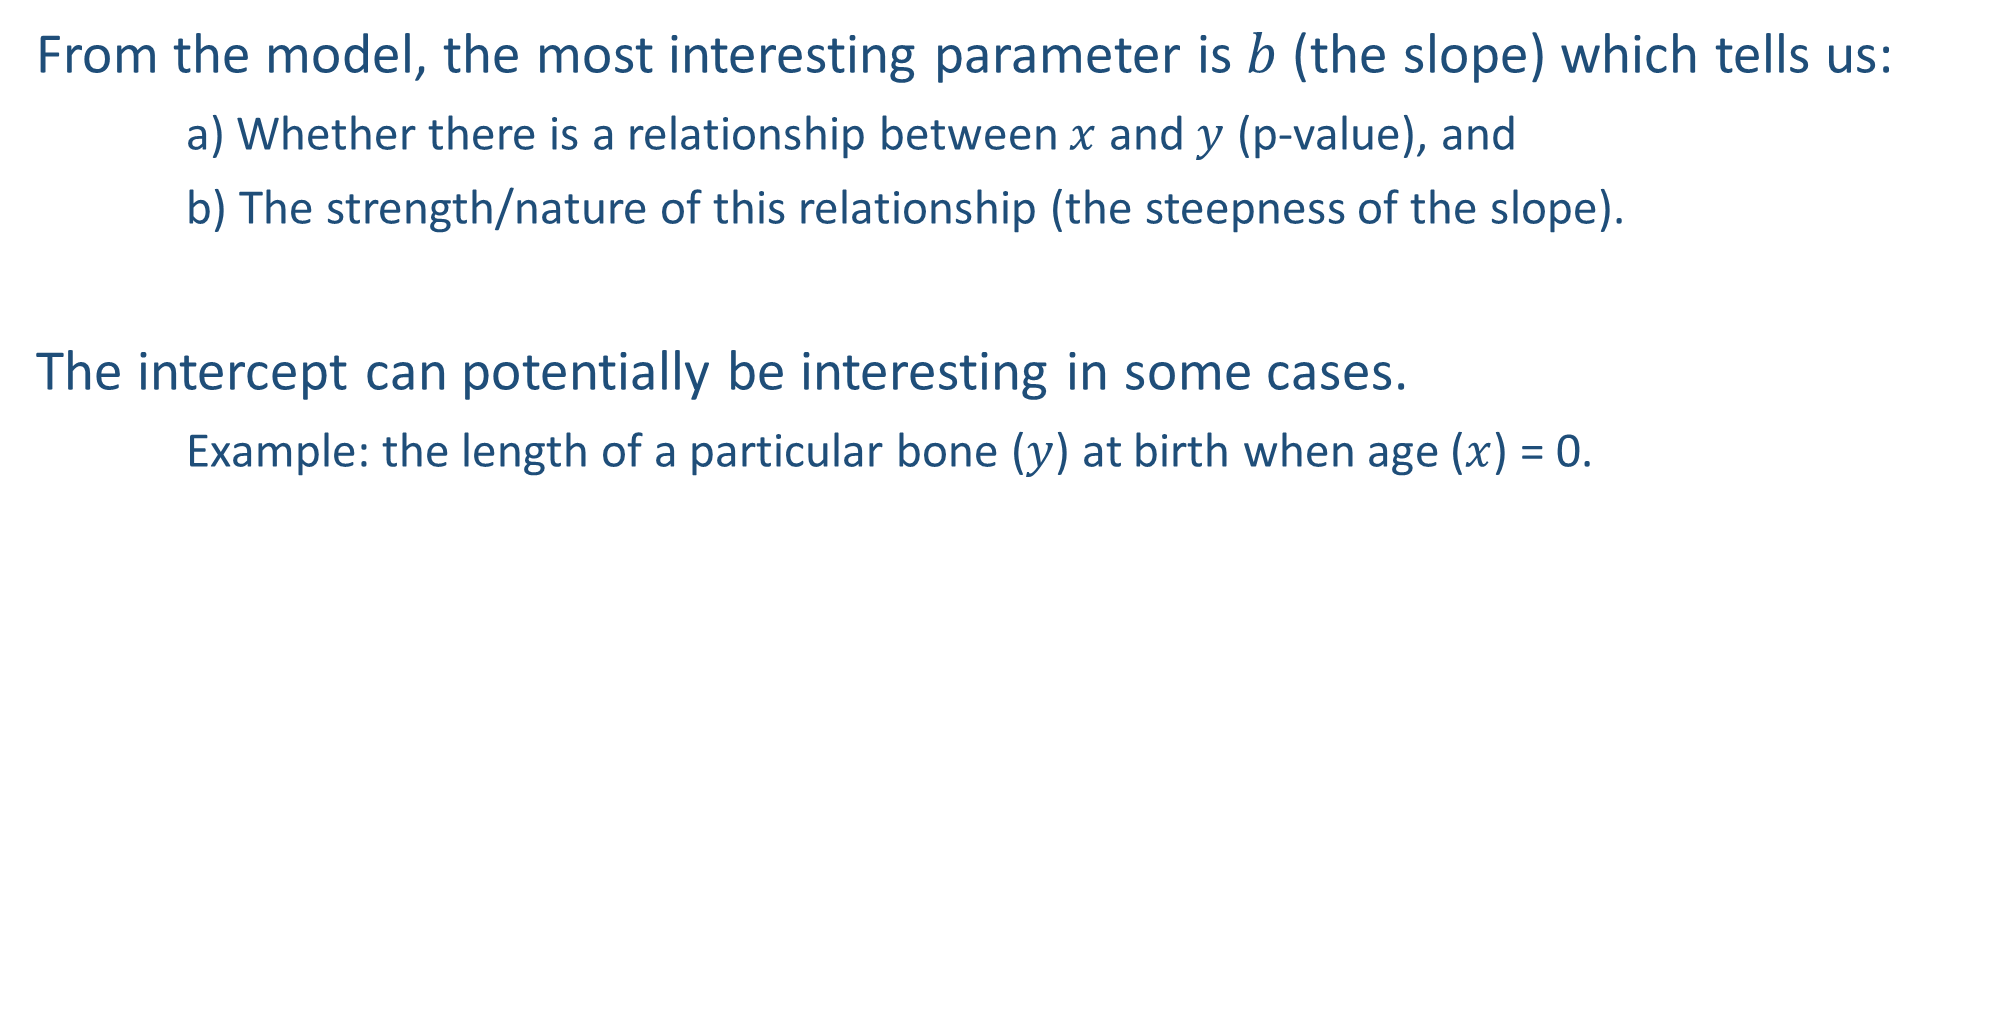 From the model, the most interesting parameter is b (the slope) which tells us:
a) Whether there is a relationship between x and y (p-value), and
b) The strength/nature of this relationship (the steepness of the slope).
The intercept can potentially be interesting in some cases.
Example: the length of a particular bone (y) at birth when age (x) = 0.